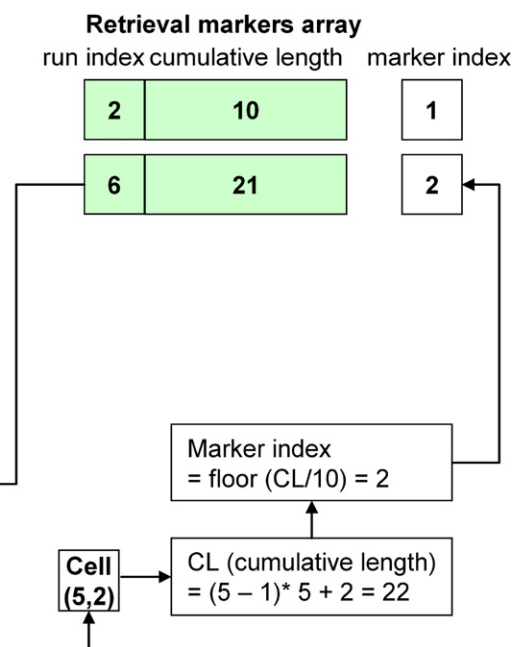 Retrieval markers array
run index cumulative length marker index
2 10 1
6 21 2
Marker index
= floor (CL/10) = 2
Cell
(5,2)
CL (cumulative length)
= (5 – 1)* 5 + 2 = 22